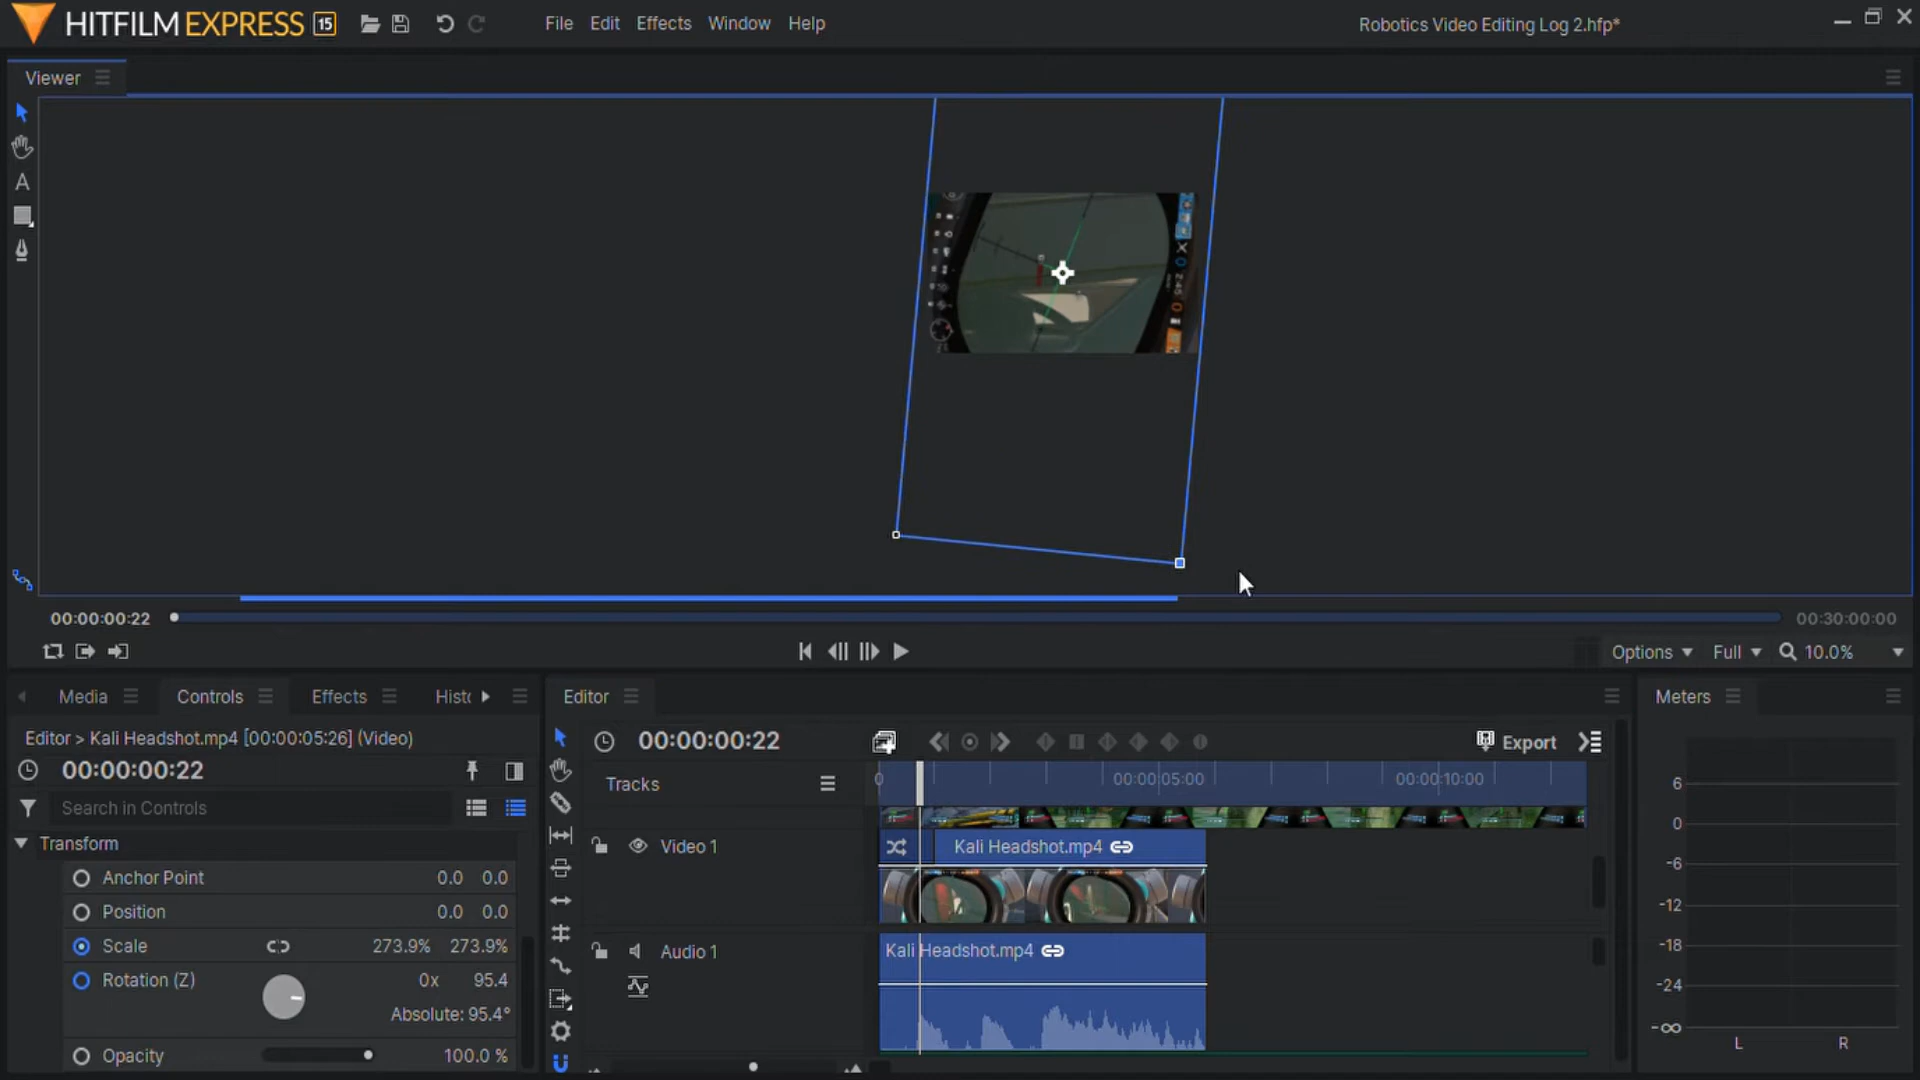 HITFILM EXPRESS 15
File Edit Effects Window Help
Robotics Video Editing Log 2.hfp*
Viewer
A
2:45
00:00:00:22
00:30:00:00
Options Full 10.0%
Media Controls Effects Histo
Editor
Meters
Editor > Kali Headshot.mp4 [00:00:05:26] (Video)
00:00:00:22
00:00:00:22
Export
Search in Controls
Tracks
0 00:00:05:00 00:00:10:00
Transform
Video 1
Kali Headshot.mp4
Anchor Point 0.0 0.0
Position 0.0 0.0
Scale 273.9% 273.9%
Audio 1
Kali Headshot.mp4
Rotation (Z) 0x 95.4
Absolute: 95.4°
Opacity 100.0 %
6
0
-6
-12
-18
-24
-∞
L R